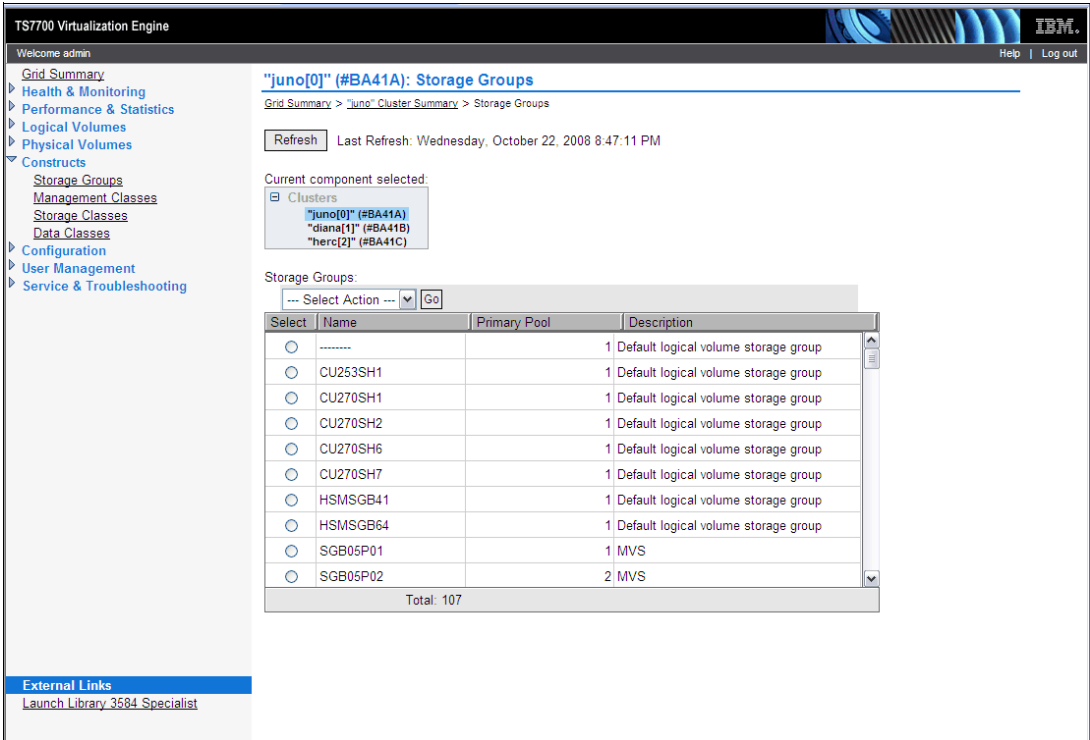 TS7700 Virtualization Engine
IBM.
Welcome admin
Help | Log out
Grid Summary
Health & Monitoring
Performance & Statistics
Logical Volumes
Physical Volumes
Constructs
Storage Groups
Management Classes
Storage Classes
Data Classes
Configuration
User Management
Service & Troubleshooting
External Links
Launch Library 3584 Specialist
"juno[0]" (#BA41A): Storage Groups
Grid Summary > "juno" Cluster Summary > Storage Groups
Refresh Last Refresh: Wednesday, October 22, 2008 8:47:11 PM
Current component selected:
Clusters
"juno[0]" (#BA41A)
"diana[1]" (#BA41B)
"herc[2]" (#BA41C)
Storage Groups:
--- Select Action --- Go
Select Name Primary Pool Description
-------- 1 Default logical volume storage group
CU253SH1 1 Default logical volume storage group
CU270SH1 1 Default logical volume storage group
CU270SH2 1 Default logical volume storage group
CU270SH6 1 Default logical volume storage group
CU270SH7 1 Default logical volume storage group
HSMSGB41 1 Default logical volume storage group
HSMSGB64 1 Default logical volume storage group
SGB05P01 1 MVS
SGB05P02 2 MVS
Total: 107